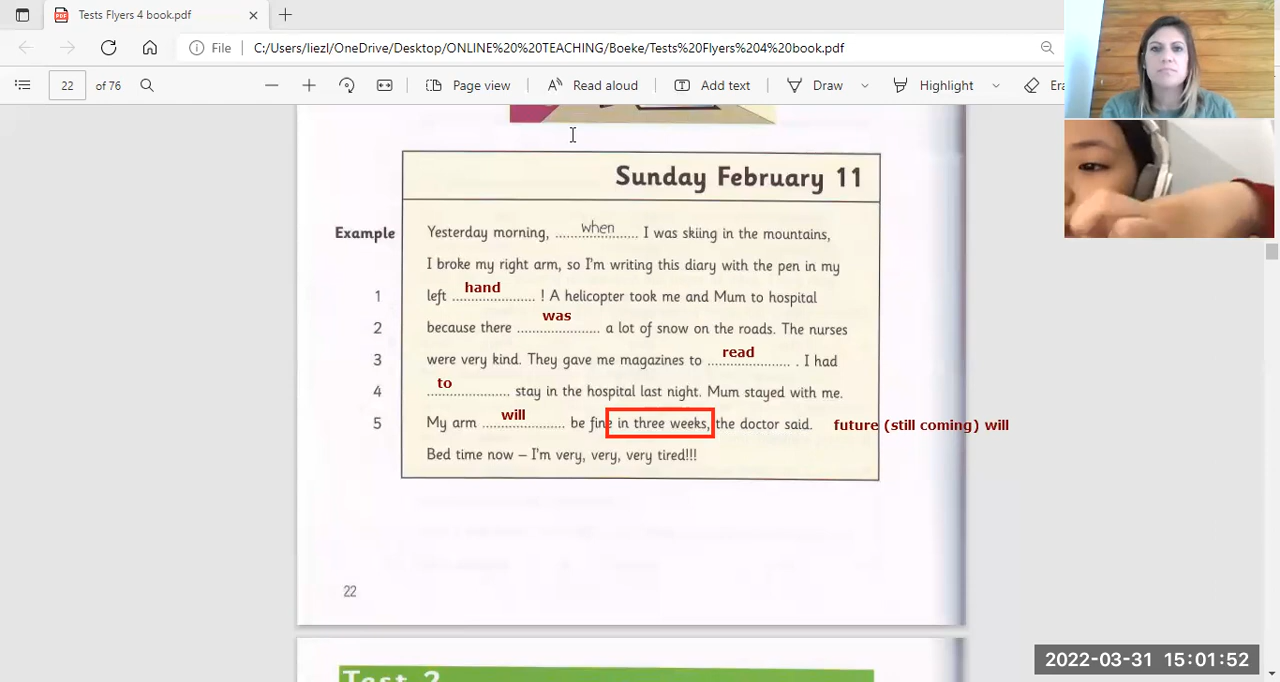 Tests Flyers 4 book.pdf
File C:/Users/liezl/OneDrive/Desktop/ONLINE%20%20TEACHING/Boeke/Tests%20Flyers%204%20book.pdf
22 of 76 Page view Read aloud Add text Draw Highlight
Sunday February 11
Example Yesterday morning, when I was skiing in the mountains,
I broke my right arm, so I'm writing this diary with the pen in my
1 left hand ! A helicopter took me and Mum to hospital
2 because there was a lot of snow on the roads. The nurses
3 were very kind. They gave me magazines to read . I had
4 to stay in the hospital last night. Mum stayed with me.
5 My arm will be fine in three weeks, the doctor said. future (still coming) will
Bed time now – I'm very, very, very tired!!!
22
Test 2
2022-03-31 15:01:52